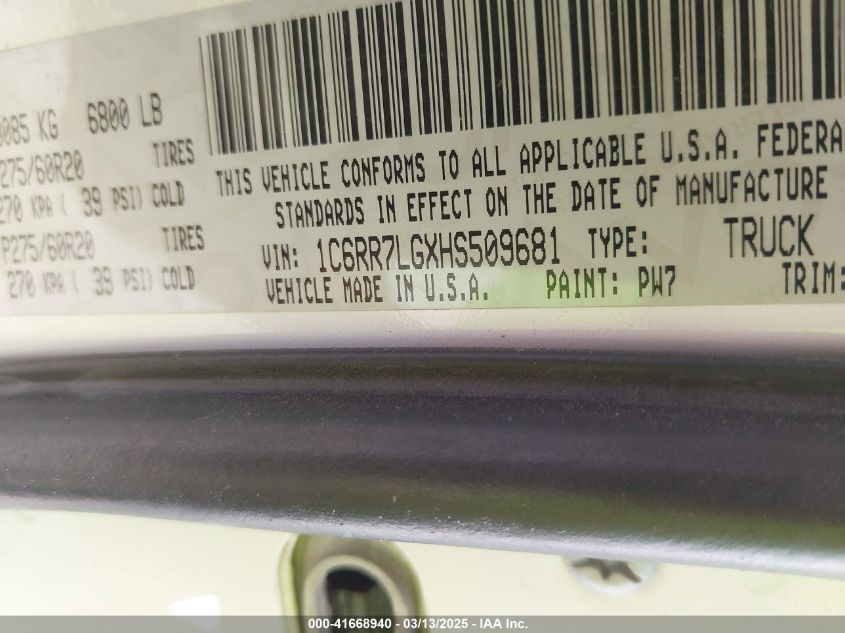 3085 KG 6800 LB
P275/60R20 TIRES
270 KPA ( 39 PSI) COLD
P275/60R20 TIRES
270 KPA ( 39 PSI) COLD
THIS VEHICLE CONFORMS TO ALL APPLICABLE U.S.A. FEDERA
STANDARDS IN EFFECT ON THE DATE OF MANUFACTURE
VIN: 1C6RR7LGXHS509681 TYPE: TRUCK
VEHICLE MADE IN U.S.A. PAINT: PW7 TRIM:
000-41668940 - 03/13/2025 - IAA Inc.